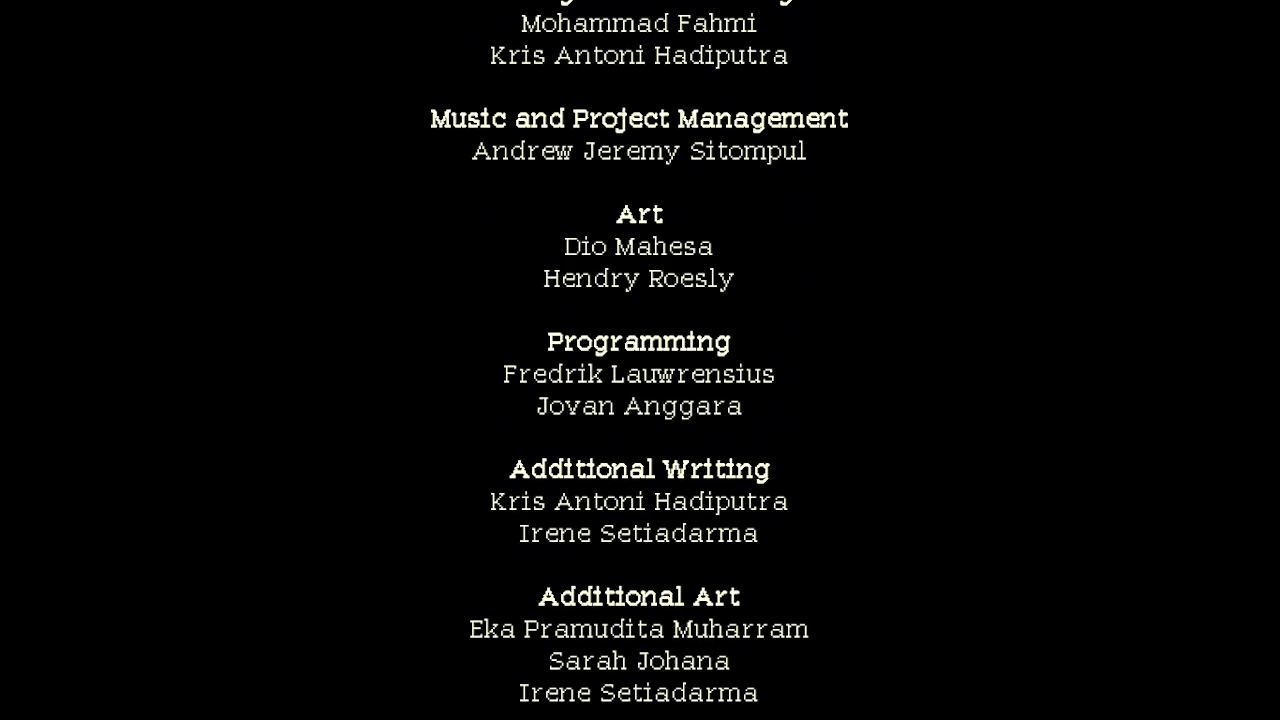 Mohammad Fahmi
Kris Antoni Hadiputra
Music and Project Management
Andrew Jeremy Sitompul
Art
Dio Mahesa
Hendry Roesly
Programming
Fredrik Lauwrensius
Jovan Anggara
Additional Writing
Kris Antoni Hadiputra
Irene Setiadarma
Additional Art
Eka Pramudita Muharram
Sarah Johana
Irene Setiadarma